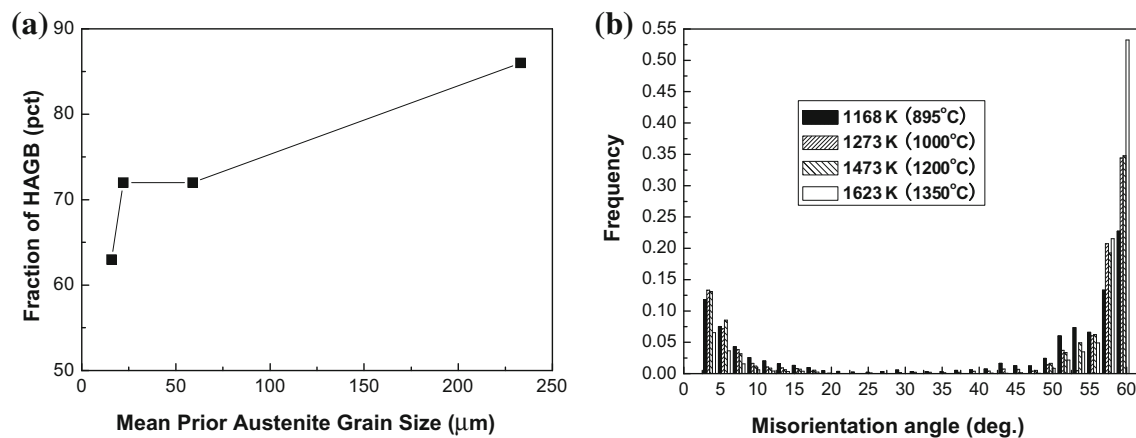 (a)
90
80
70
60
50
Fraction of HAGB (pct)
0 50 100 150 200 250
Mean Prior Austenite Grain Size (μm)
(b)
0.55
0.50
0.45
0.40
0.35
0.30
0.25
0.20
0.15
0.10
0.05
0.00
Frequency
1168 K (895°C)
1273 K (1000°C)
1473 K (1200°C)
1623 K (1350°C)
0 5 10 15 20 25 30 35 40 45 50 55 60
Misorientation angle (deg.)